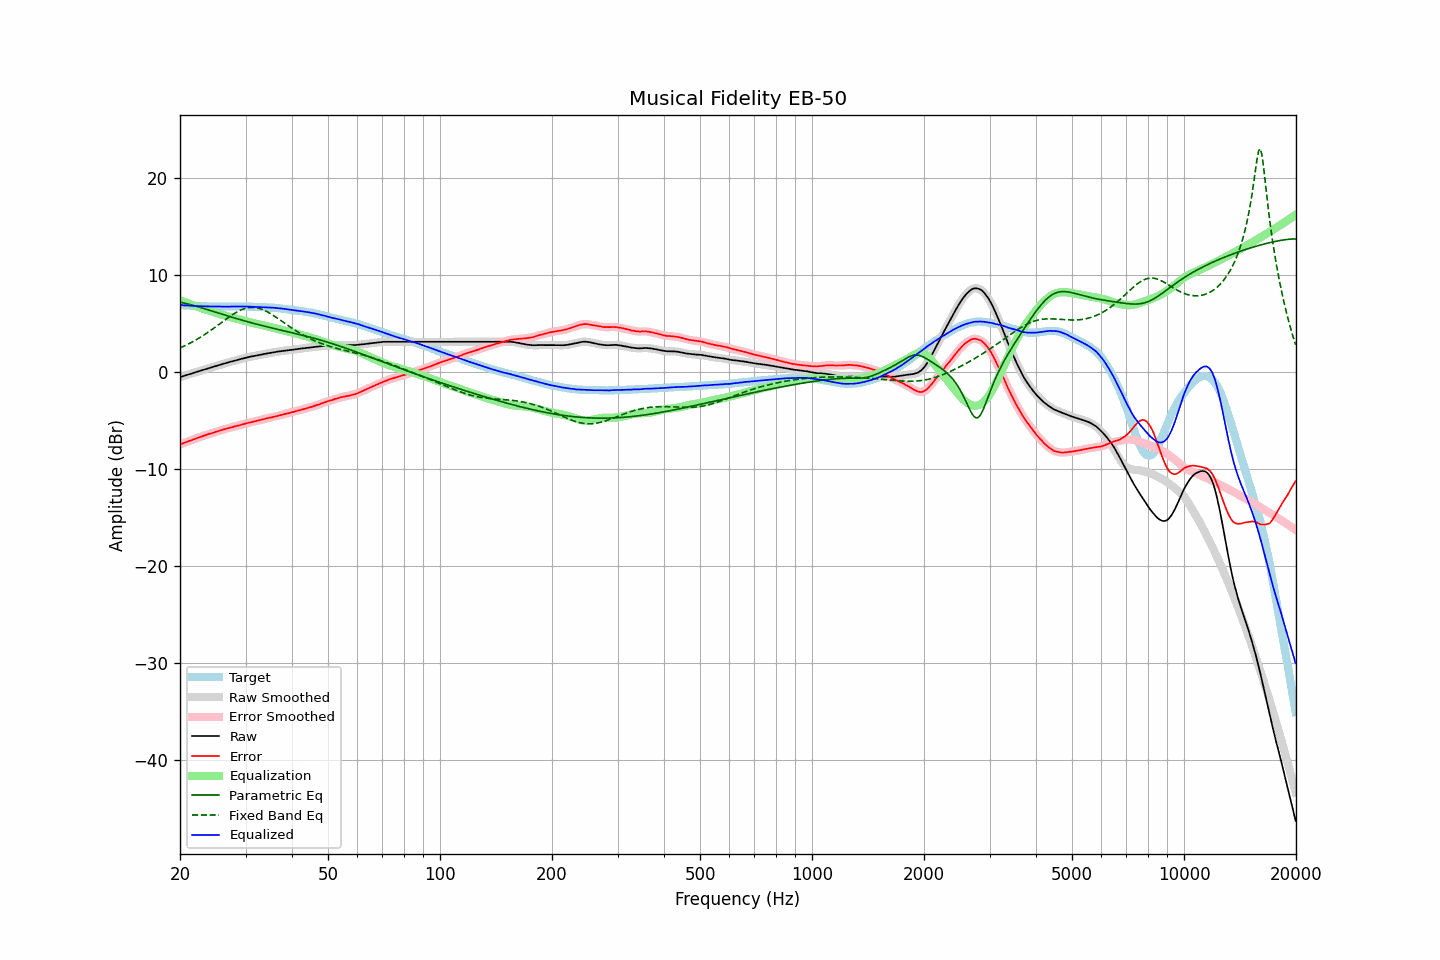 Musical Fidelity EB-50
Amplitude (dBr)
20
10
0
−10
−20
−30
−40
Target
Raw Smoothed
Error Smoothed
Raw
Error
Equalization
Parametric Eq
Fixed Band Eq
Equalized
20 50 100 200 500 1000 2000 5000 10000 20000
Frequency (Hz)